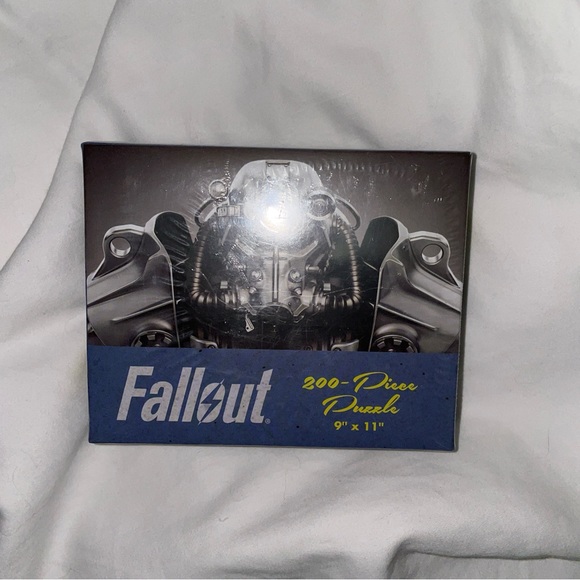 Fallout®
200-Piece
Puzzle
9" x 11"